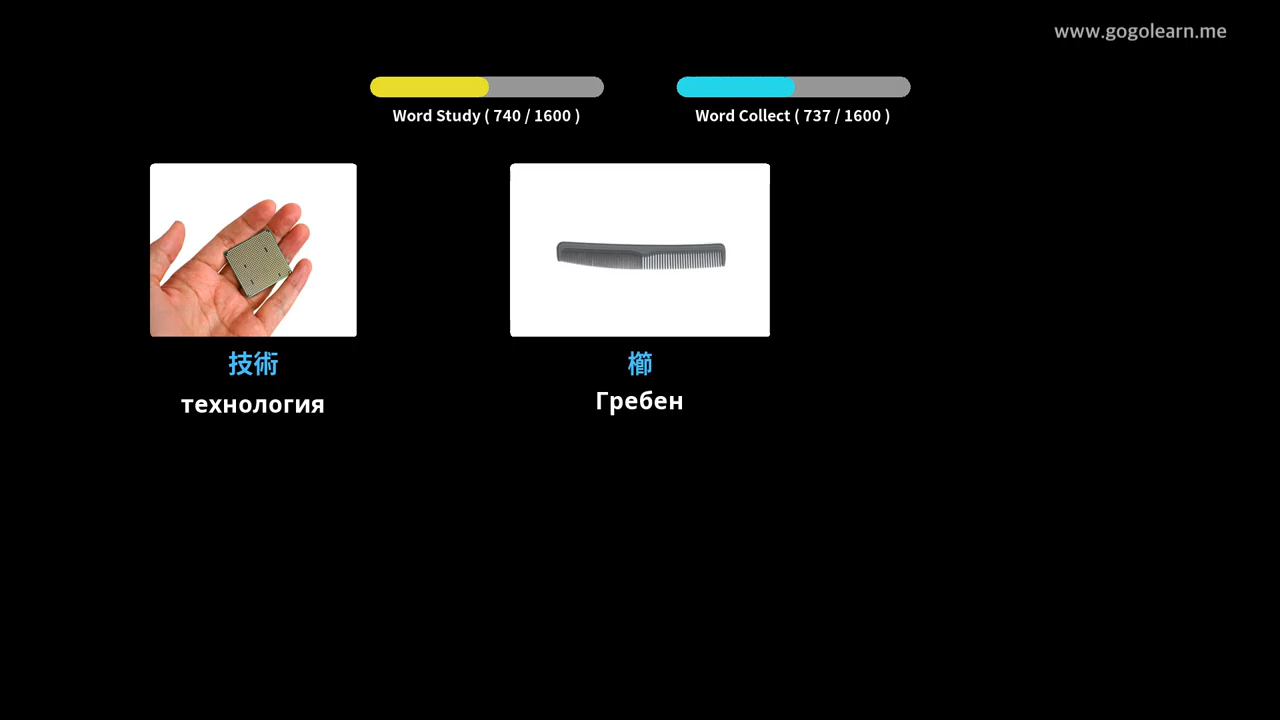 www.gogolearn.me
Word Study ( 740 / 1600 )
Word Collect ( 737 / 1600 )
技術
технология
櫛
Гребен